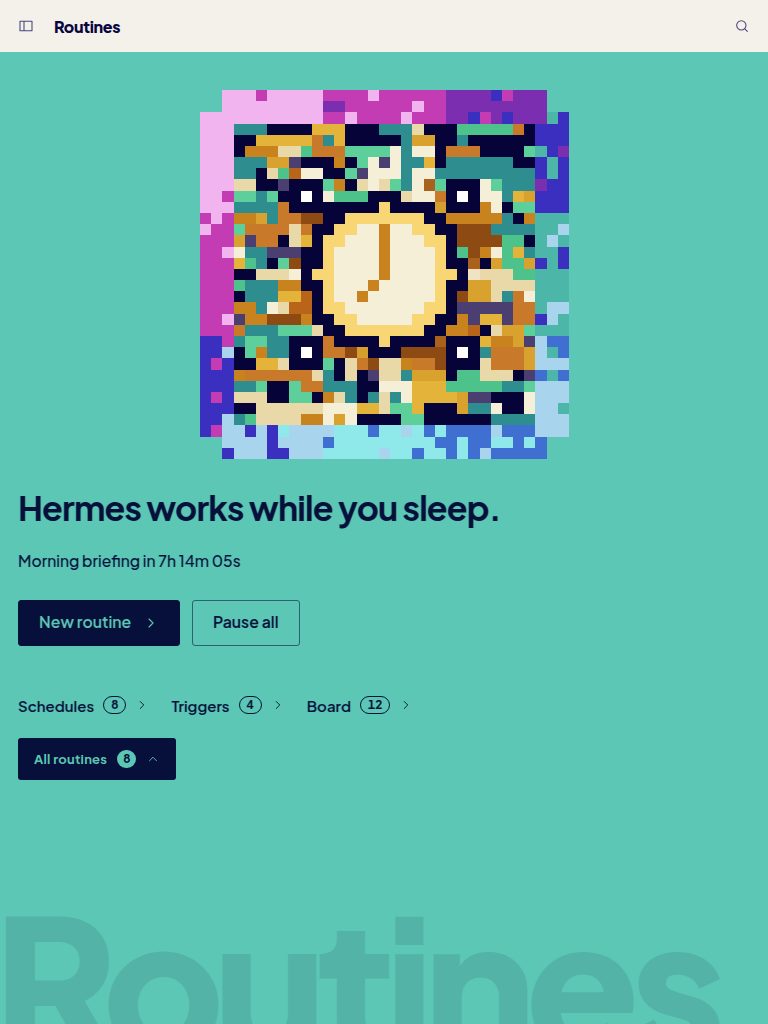 Routines
Hermes works while you sleep.
Morning briefing in 7h 14m 05s
New routine
Pause all
Schedules 8
Triggers 4
Board 12
All routines 8
Routines